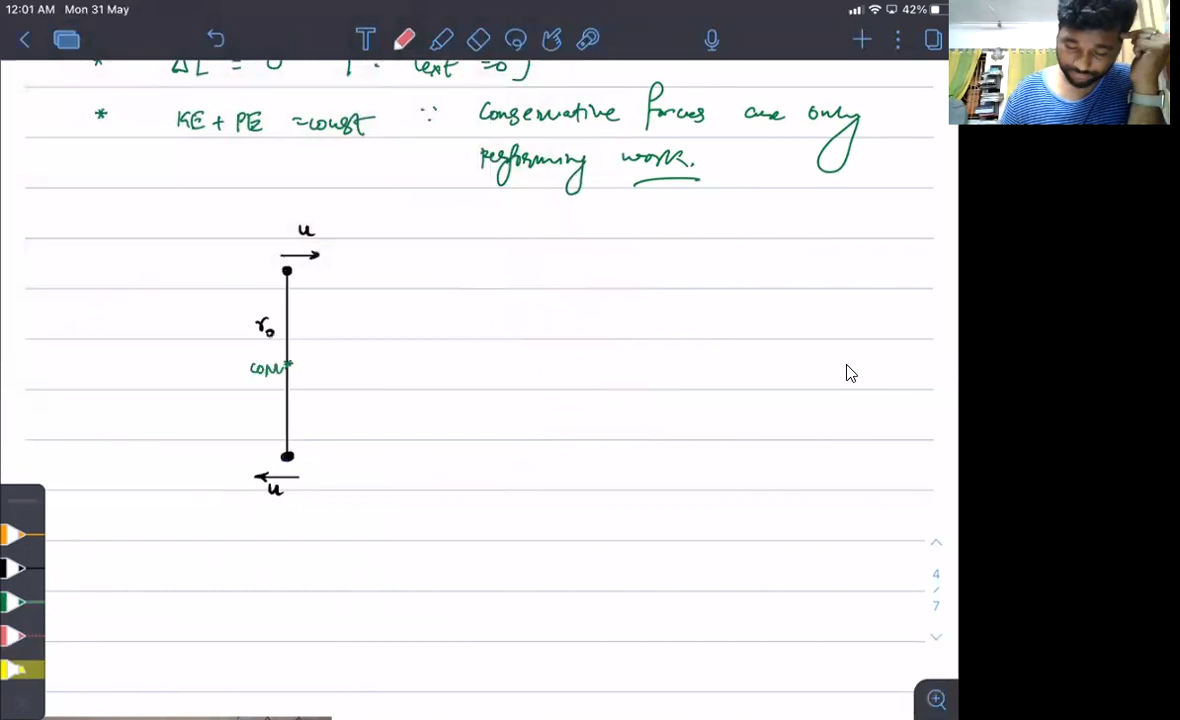 12:01 AM Mon 31 May
42%
* KE + PE = const ∵ Conservative forces are only
performing work.
u
r₀
COM
u
4
/
7